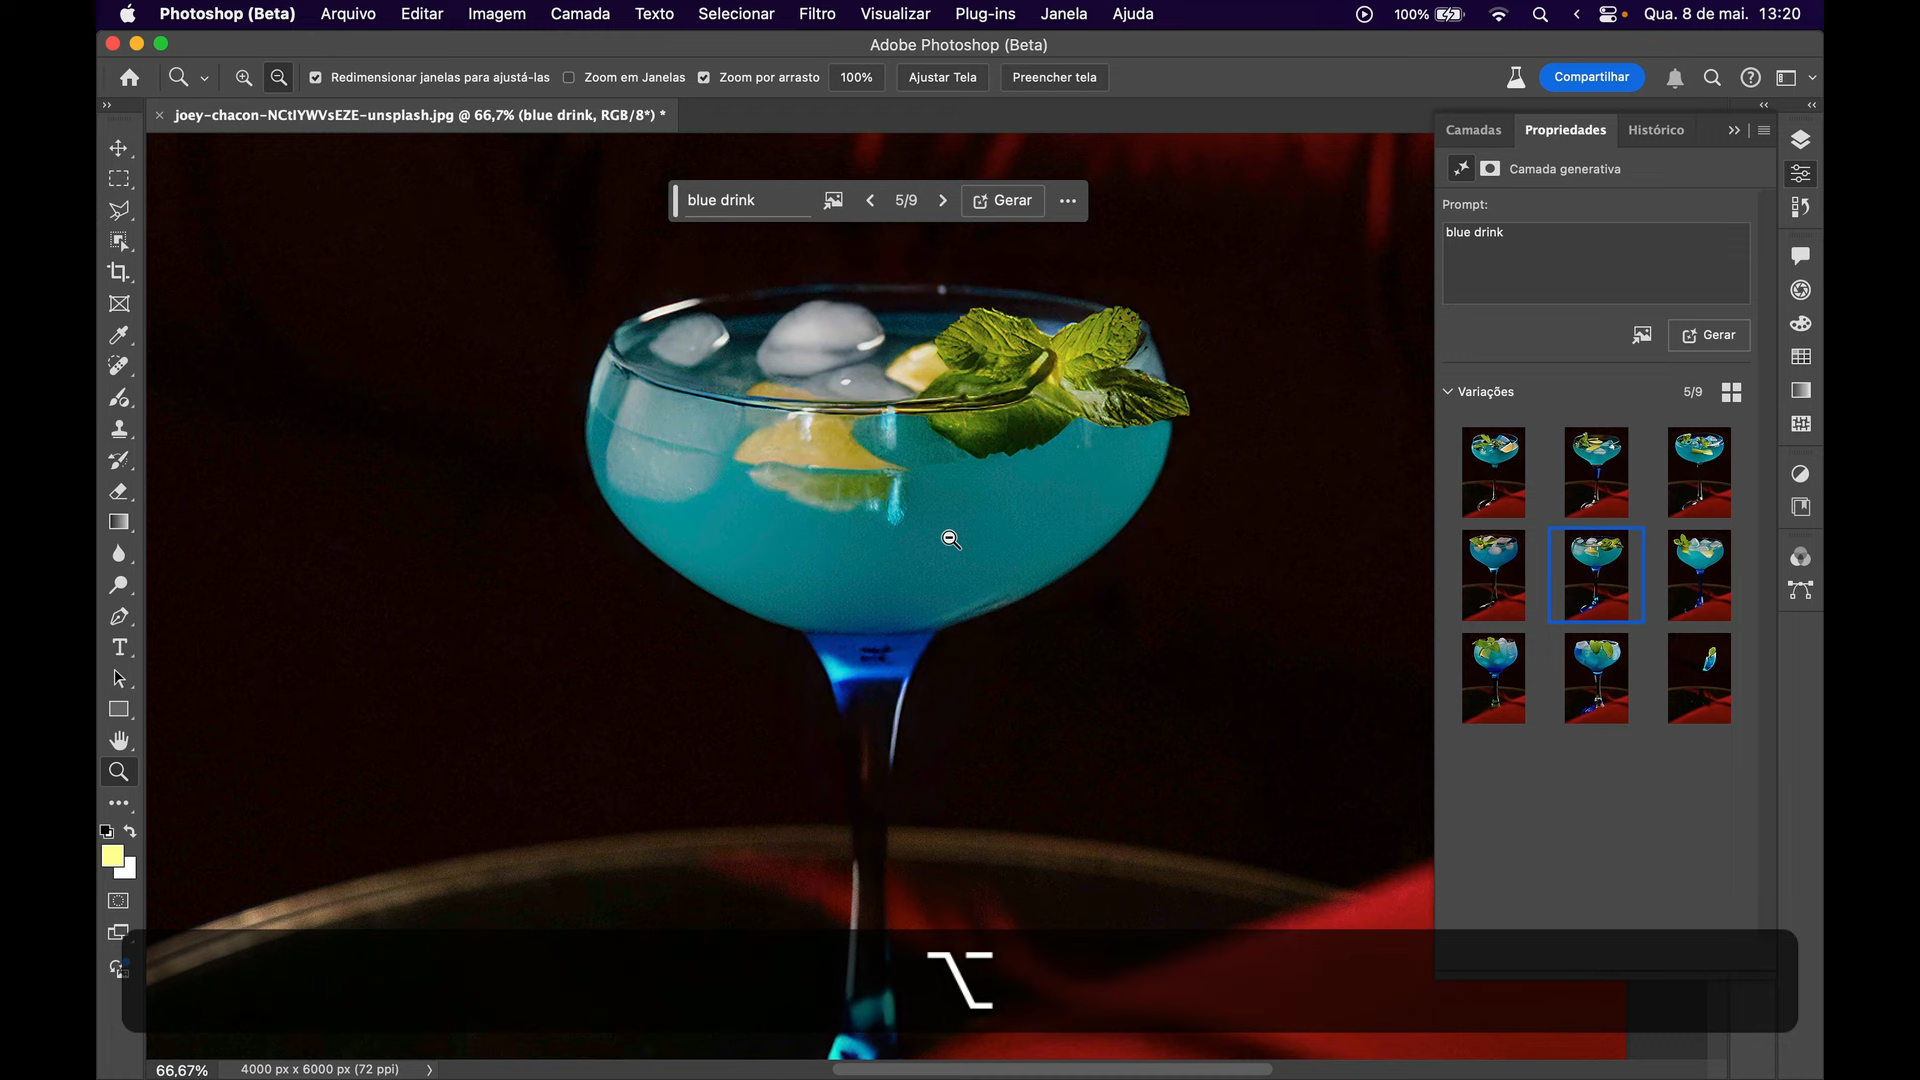 Photoshop (Beta) Arquivo Editar Imagem Camada Texto Selecionar Filtro Visualizar Plug-ins Janela Ajuda 100% Qua. 8 de mai. 13:20
Adobe Photoshop (Beta)
Redimensionar janelas para ajustá-las Zoom em Janelas Zoom por arrasto 100% Ajustar Tela Preencher tela Compartilhar
joey-chacon-NCtIYWVsEZE-unsplash.jpg @ 66,7% (blue drink, RGB/8*) *
Camadas Propriedades Histórico
Camada generativa
blue drink 5/9 Gerar
Prompt:
blue drink
Gerar
Variações 5/9
⌥
66,67% 4000 px x 6000 px (72 ppi)